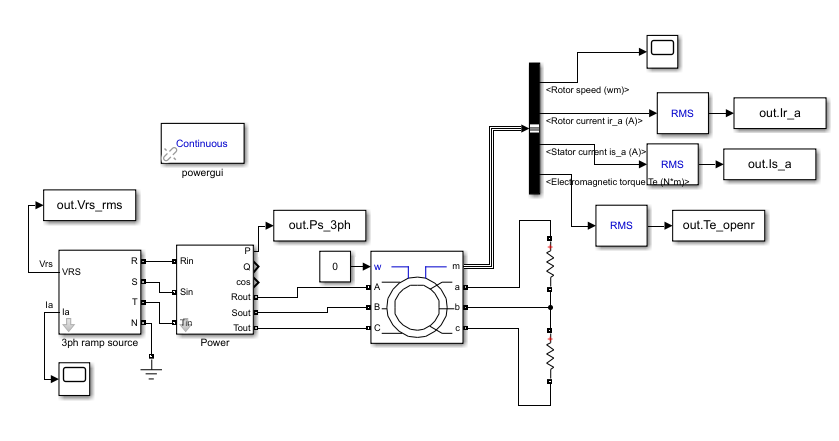 <Rotor speed (wm)>
<Rotor current ir_a (A)>
RMS
out.Ir_a
Continuous
powergui
<Stator current is_a (A)>
RMS
out.Is_a
<Electromagnetic torque Te (N*m)>
out.Vrs_rms
out.Ps_3ph
RMS
out.Te_openr
Vrs
VRS
R
S
T
N
Ia
Ia
3ph ramp source
Rin
Sin
Tin
P
Q
cos
Rout
Sout
Tout
Power
0
w
A
B
C
m
a
b
c
+
+